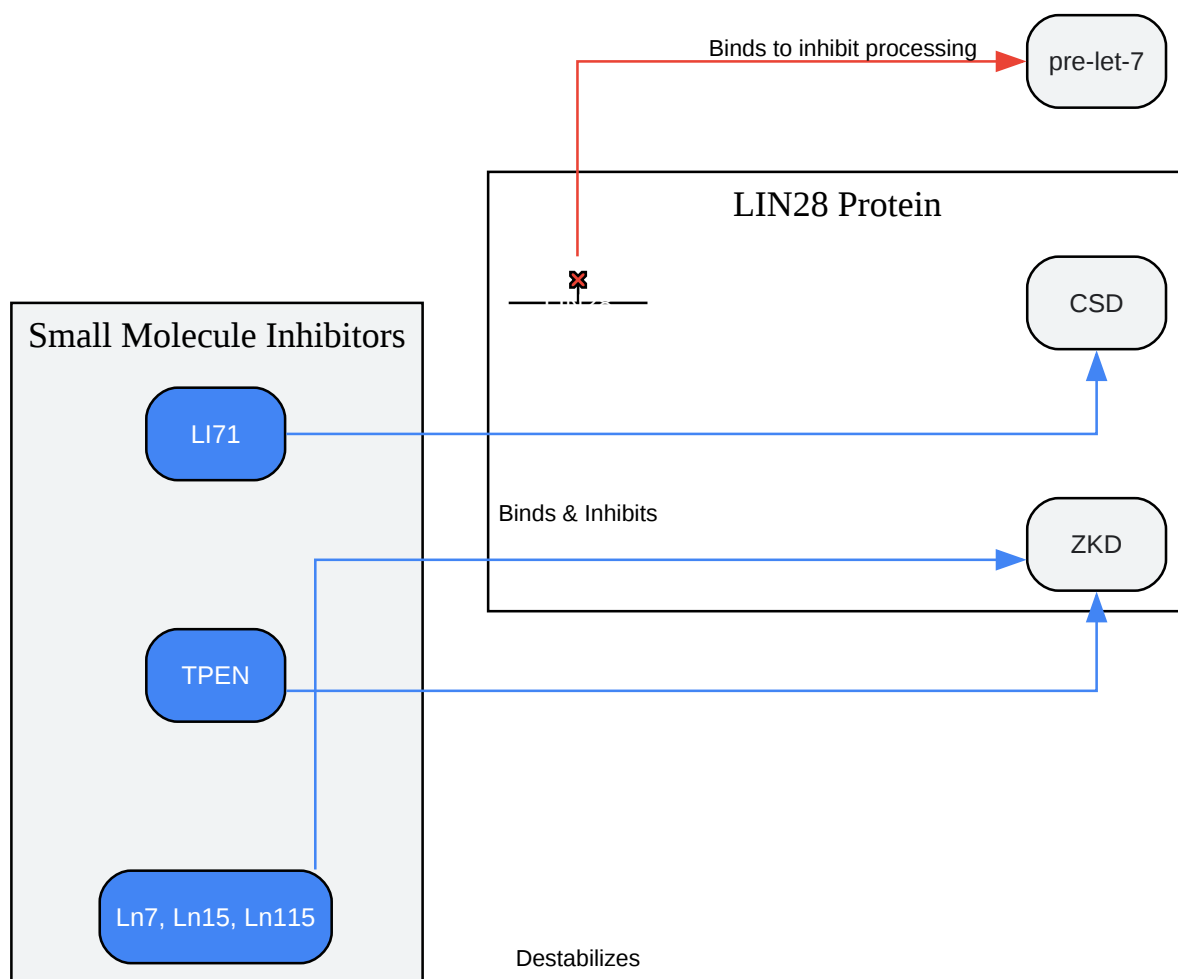 Binds to inhibit processing
pre-let-7
LIN28 Protein
CSD
Small Molecule Inhibitors
LI71
Binds & Inhibits
ZKD
TPEN
Ln7, Ln15, Ln115
Destabilizes